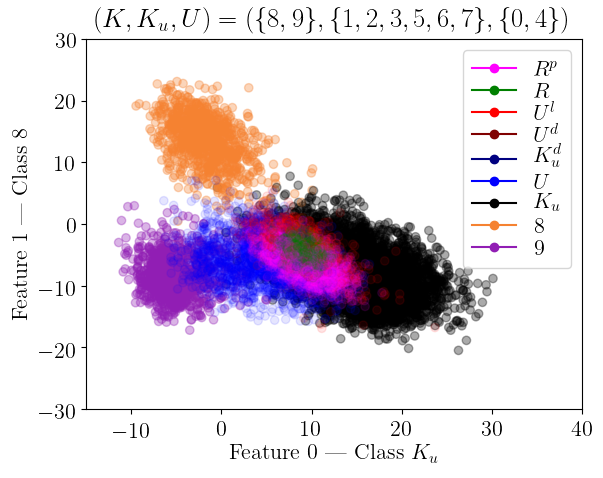 (K, K_u, U) = ({8, 9}, {1, 2, 3, 5, 6, 7}, {0, 4})
30
20
10
0
−10
−20
−30
Feature 1 — Class 8
R^p
R
U^l
U^d
K_u^d
U
K_u
8
9
−10 0 10 20 30 40
Feature 0 — Class K_u